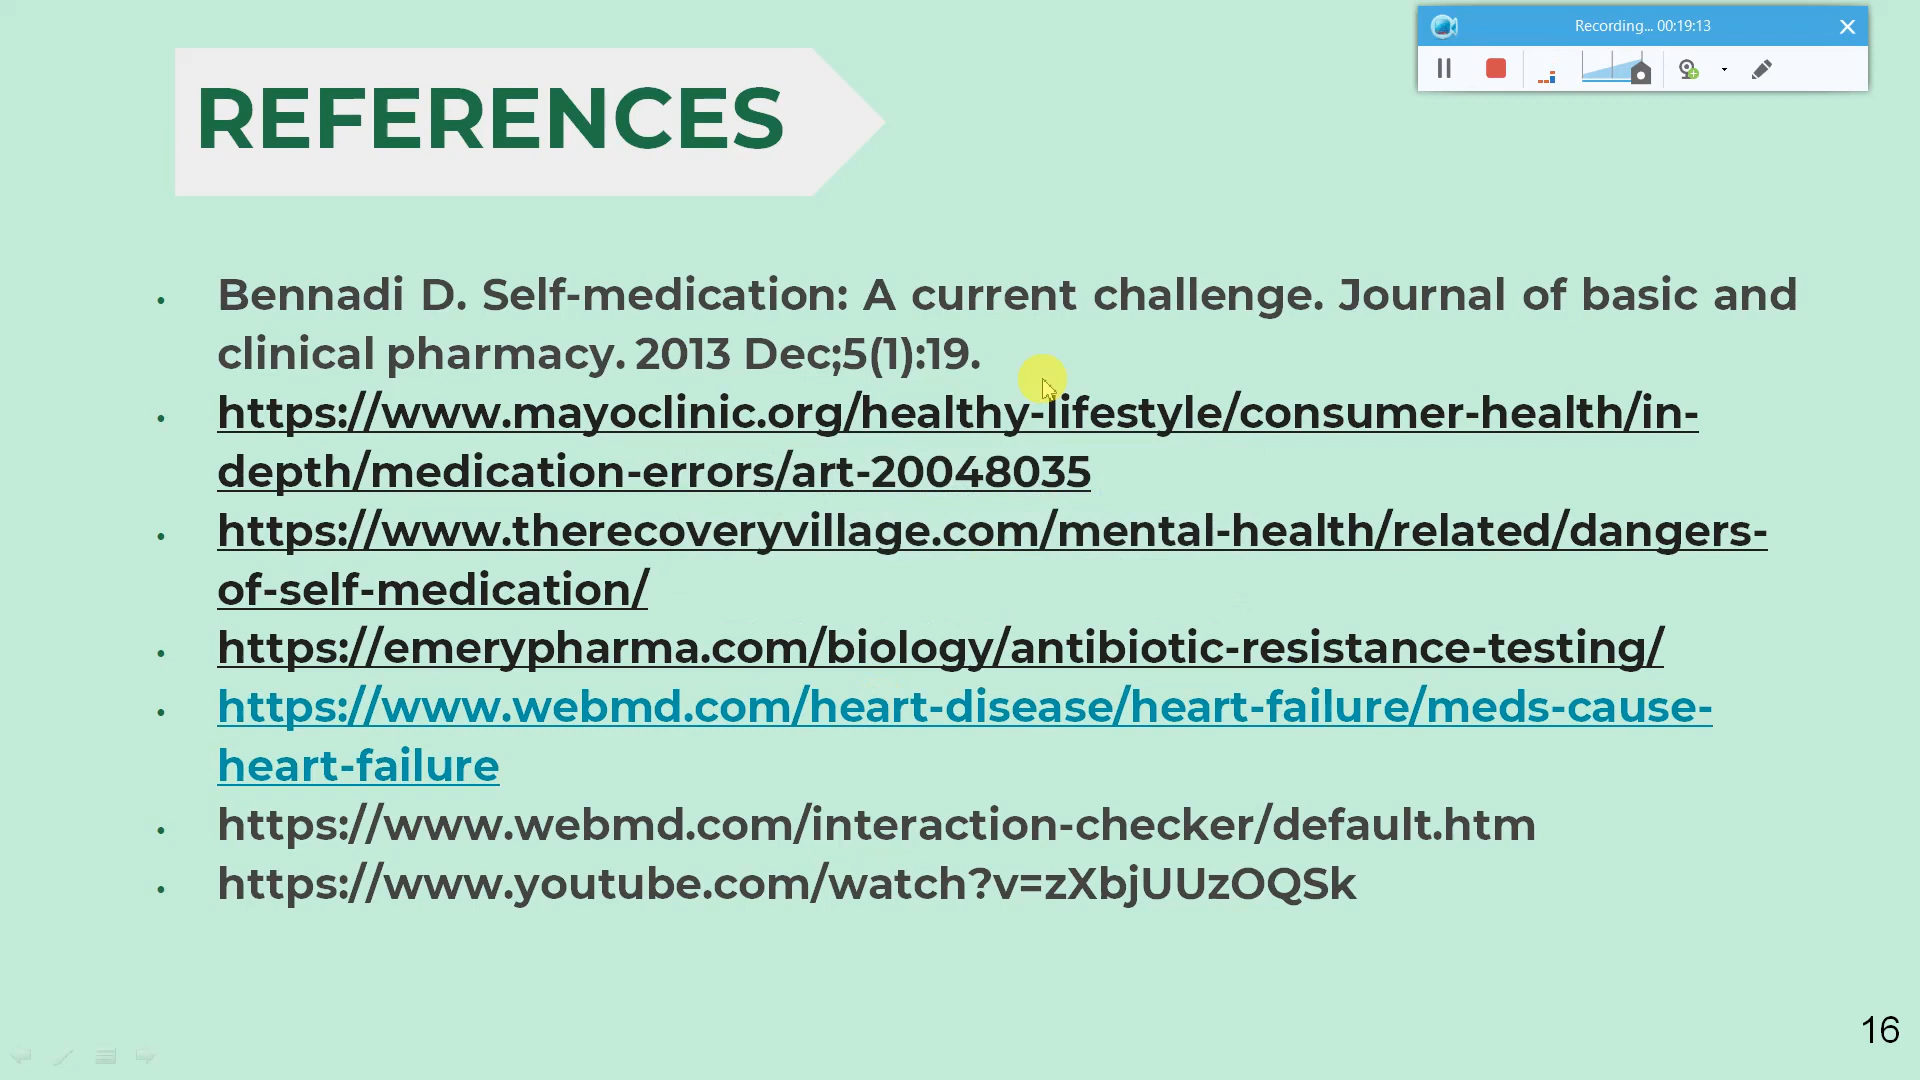 Recording... 00:19:13
REFERENCES
• Bennadi D. Self-medication: A current challenge. Journal of basic and
clinical pharmacy. 2013 Dec;5(1):19.
• https://www.mayoclinic.org/healthy-lifestyle/consumer-health/in-
depth/medication-errors/art-20048035
• https://www.therecoveryvillage.com/mental-health/related/dangers-
of-self-medication/
• https://emerypharma.com/biology/antibiotic-resistance-testing/
• https://www.webmd.com/heart-disease/heart-failure/meds-cause-
heart-failure
• https://www.webmd.com/interaction-checker/default.htm
• https://www.youtube.com/watch?v=zXbjUUzOQSk
16